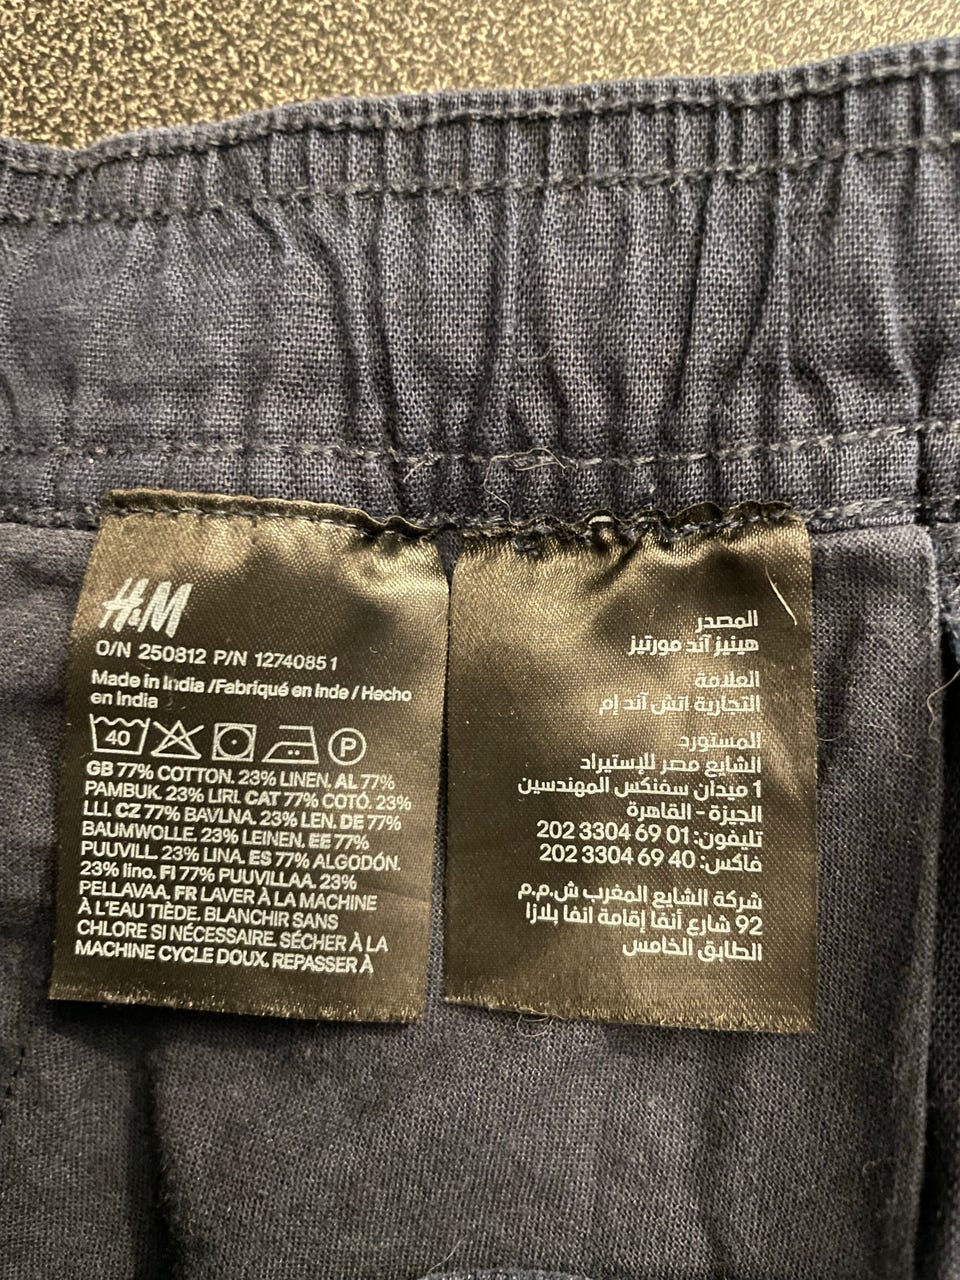 H&M
O/N 250812 P/N 12740851
Made in India /Fabriqué en Inde / Hecho
en India
40
P
GB 77% COTTON. 23% LINEN. AL 77%
PAMBUK. 23% LIRI. CAT 77% COTÓ. 23%
LLI. CZ 77% BAVLNA. 23% LEN. DE 77%
BAUMWOLLE. 23% LEINEN. EE 77%
PUUVILL. 23% LINA. ES 77% ALGODÓN.
23% lino. FI 77% PUUVILLAA. 23%
PELLAVAA. FR LAVER À LA MACHINE
À L'EAU TIÈDE. BLANCHIR SANS
CHLORE SI NÉCESSAIRE. SÉCHER À LA
MACHINE CYCLE DOUX. REPASSER À
المصدر
هينيز آند مورتيز
العلامة
التجارية اتش آند إم
المستورد
الشايع مصر للإستيراد
1 ميدان سفنكس المهندسين
الجيزة - القاهرة
تليفون: 01 69 3304 202
فاكس: 40 69 3304 202
شركة الشايع المغرب ش.م.م
92 شارع أنفا إقامة انفا بلازا
الطابق الخامس